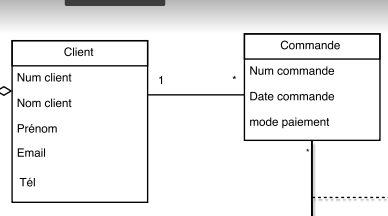 Client
Num client
Nom client
Prénom
Email
Tél
1
*
Commande
Num commande
Date commande
mode paiement
*